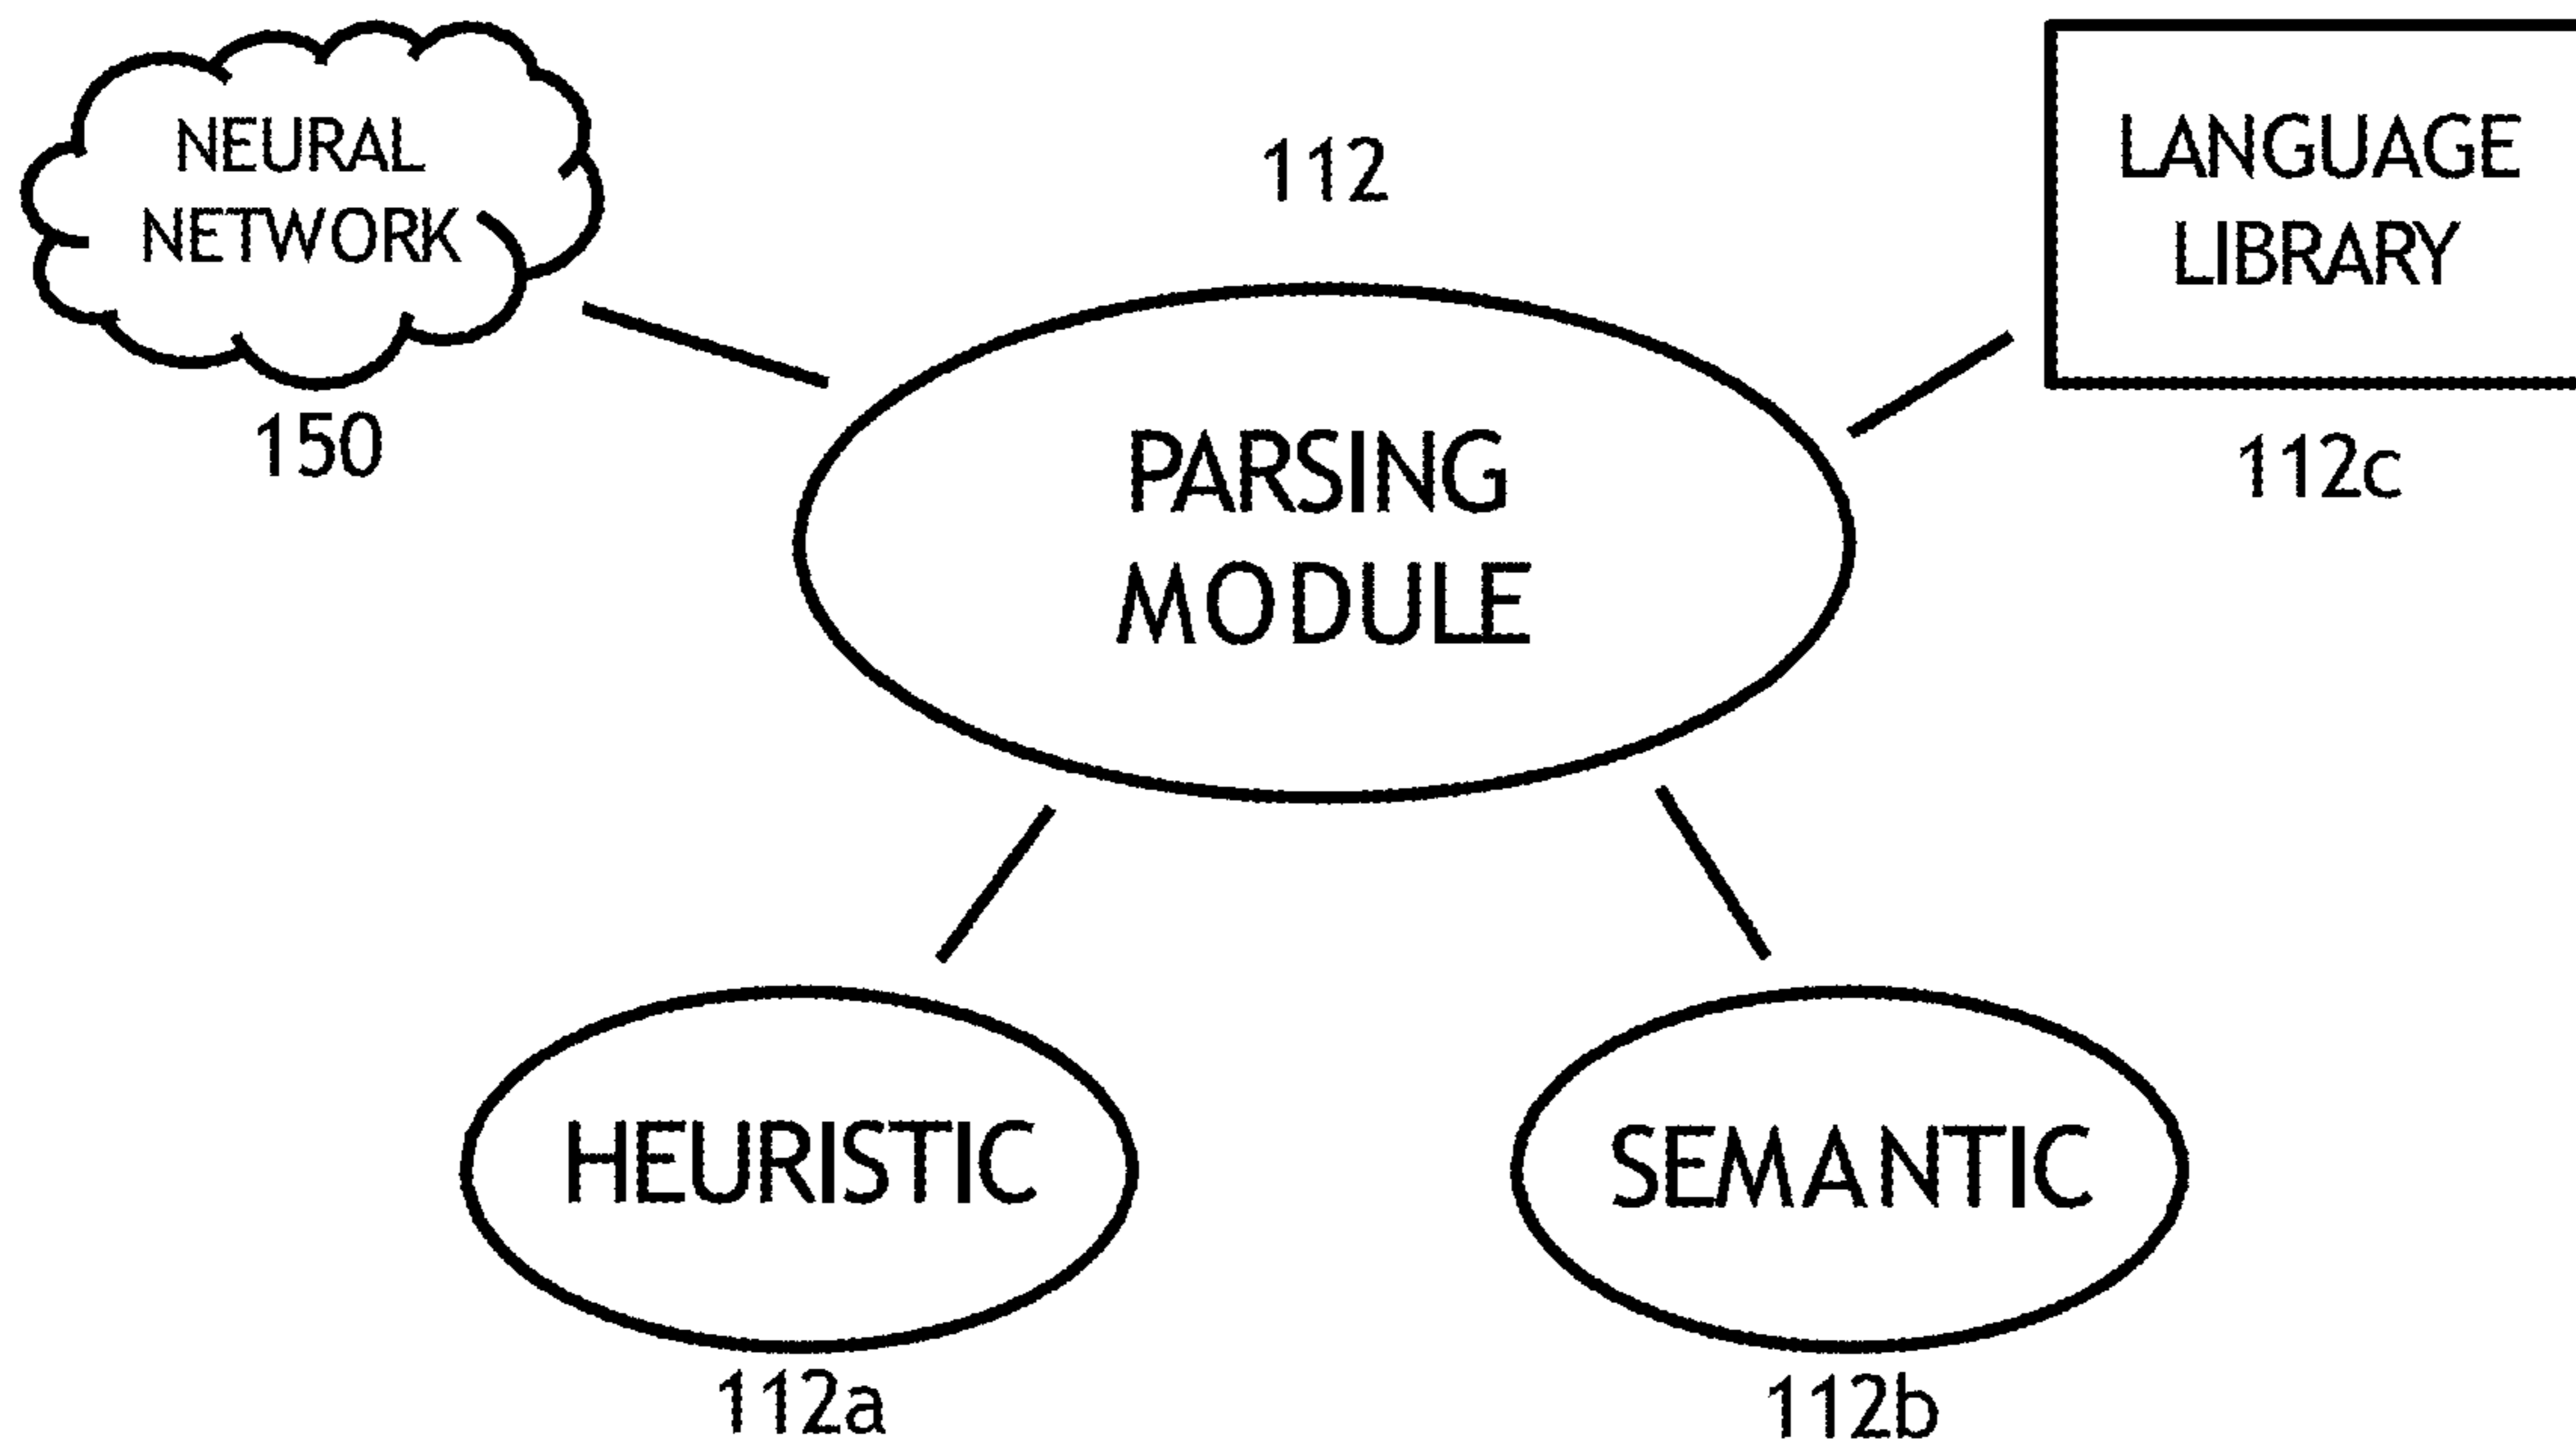 NEURAL
NETWORK
150
112
LANGUAGE
LIBRARY
112c
PARSING
MODULE
HEURISTIC
112a
SEMANTIC
112b